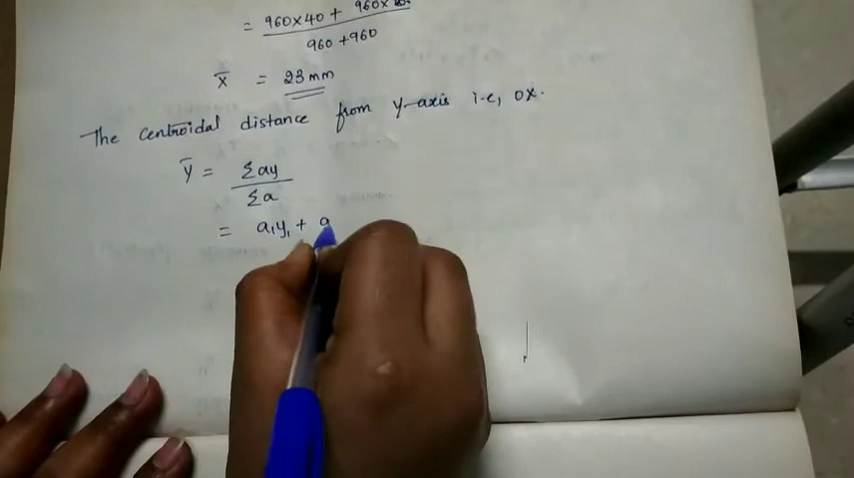 = 960×40 + 960×
960 + 960
x̄ = 23 mm
The centroidal distance from y-axis i.e, ox.
ȳ = Σay
Σa
= a₁y₁ + a